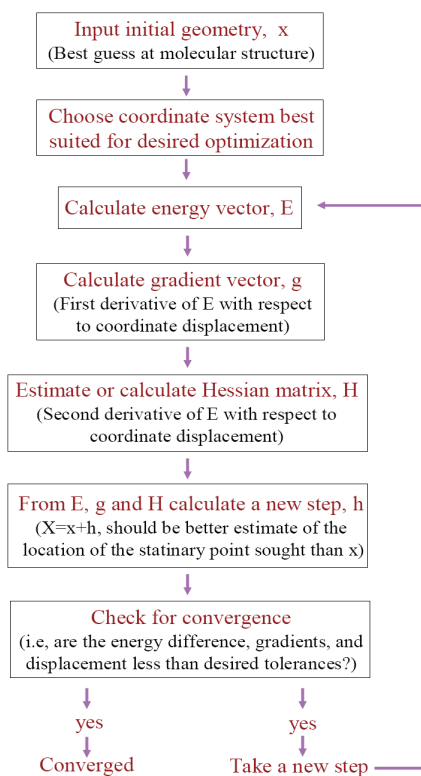 Input initial geometry, x
(Best guess at molecular structure)
Choose coordinate system best
suited for desired optimization
Calculate energy vector, E
Calculate gradient vector, g
(First derivative of E with respect
to coordinate displacement)
Estimate or calculate Hessian matrix, H
(Second derivative of E with respect to
coordinate displacement)
From E, g and H calculate a new step, h
(X=x+h, should be better estimate of the
location of the statinary point sought than x)
Check for convergence
(i.e, are the energy difference, gradients, and
displacement less than desired tolerances?)
yes
yes
Converged
Take a new step